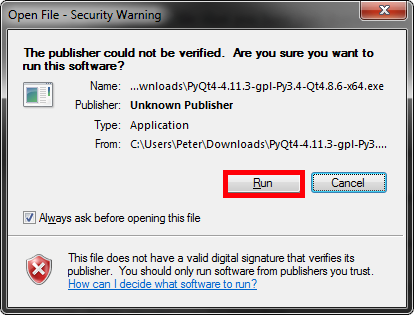 Open File - Security Warning
The publisher could not be verified.  Are you sure you want to
run this software?
Name: ...wnloads\PyQt4-4.11.3-gpl-Py3.4-Qt4.8.6-x64.exe
Publisher: Unknown Publisher
Type: Application
From: C:\Users\Peter\Downloads\PyQt4-4.11.3-gpl-Py3....
Run Cancel
Always ask before opening this file
This file does not have a valid digital signature that verifies its
publisher.  You should only run software from publishers you trust.
How can I decide what software to run?